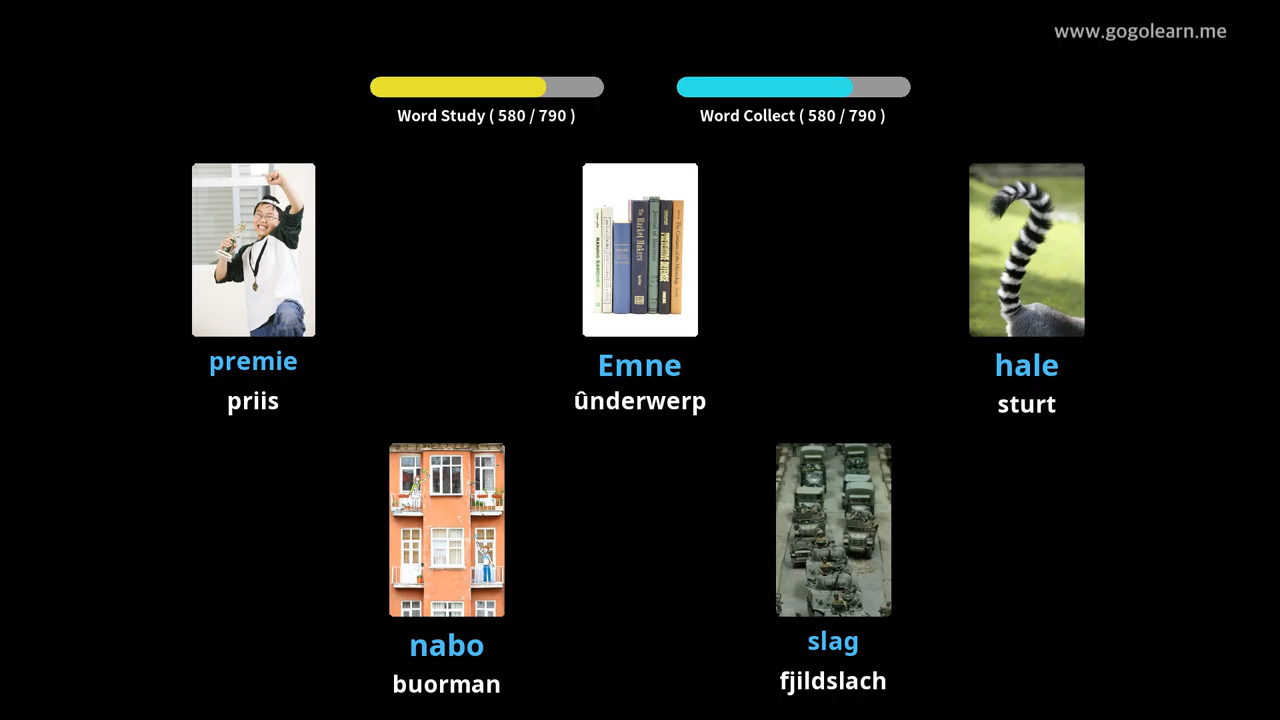 www.gogolearn.me
Word Study ( 580 / 790 )
Word Collect ( 580 / 790 )
premie
priis
Emne
ûnderwerp
hale
sturt
nabo
buorman
slag
fjildslach